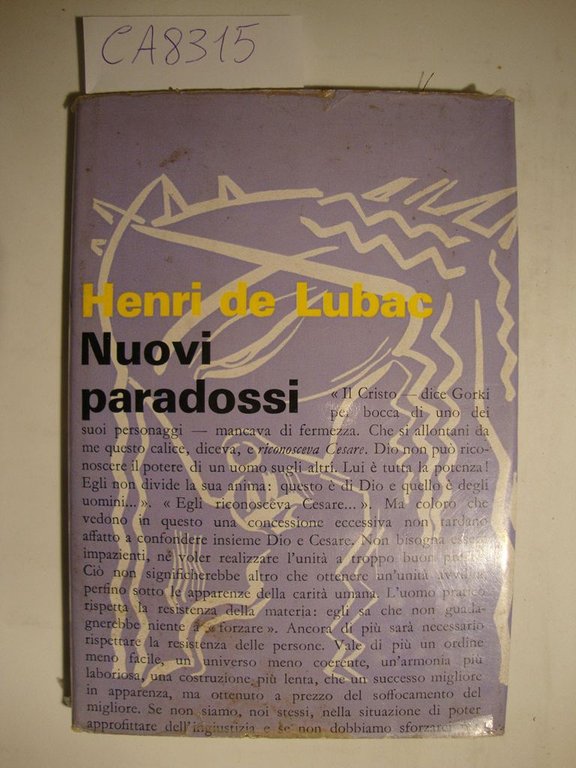 CA8315
Henri de Lubac
Nuovi
paradossi
« Il Cristo — dice Gorki
per bocca di uno dei
suoi personaggi — mancava di fermezza. Che si allontani da
me questo calice, diceva, e riconosceva Cesare. Dio non può rico-
noscere il potere di un uomo sugli altri. Lui è tutta la potenza!
Egli non divide la sua anima: questo è di Dio e quello è degli
uomini... ». « Egli riconosceva Cesare... ». Ma coloro che
vedono in questo una concessione eccessiva non tardano
affatto a confondere insieme Dio e Cesare. Non bisogna essere
impazienti, né voler realizzare l'unità a troppo buon
Ciò non significherebbe altro che ottenere un'unità
perfino sotto le apparenze della carità umana. L'uomo pratico
rispetta la resistenza della materia: egli sa che non guada-
gnerebbe niente a « forzare ». Ancora di più sarà necessario
rispettare la resistenza delle persone. Vale di più un ordine
meno facile, un universo meno coerente, un'armonia più
laboriosa, una costruzione più lenta, che un successo migliore
in apparenza, ma ottenuto a prezzo del soffocamento del
migliore. Se non siamo, noi stessi, nella situazione di poter
approfittare dell'ingiustizia e se non dobbiamo sforzarci